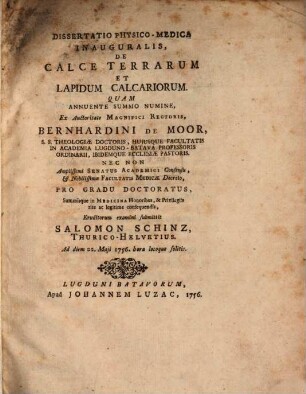 DISSERTATIO PHYSICO-MEDICA
INAUGURALIS,
DE
CALCE TERRARUM
ET
LAPIDUM CALCARIORUM.
QUAM
ANNUENTE SUMMO NUMINE,
Ex Auctoritate MAGNIFICI RECTORIS,
BERNHARDINI DE MOOR,
S. S. THEOLOGIÆ DOCTORIS, HUJUSQUE FACULTATIS
IN ACADEMIA LUGDUNO-BATAVA PROFESSORIS
ORDINARII, IBIDEMQUE ECCLESIÆ PASTORIS.
NEC NON
Amplissimi SENATUS ACADEMICI Consensu,
& Nobilissimæ FACULTATIS MEDICÆ Decreto,
PRO GRADU DOCTORATUS,
Summisque in MEDICINA Honoribus, & Privilegiis
rite ac legitime consequendis,
Eruditorum examini submittit
SALOMON SCHINZ,
THURICO-HELVETIUS.
Ad diem 22. Maji 1756. hora locoque solitis.
LUGDUNI BATAVORUM,
Apud JOHANNEM LUZAC, 1756.